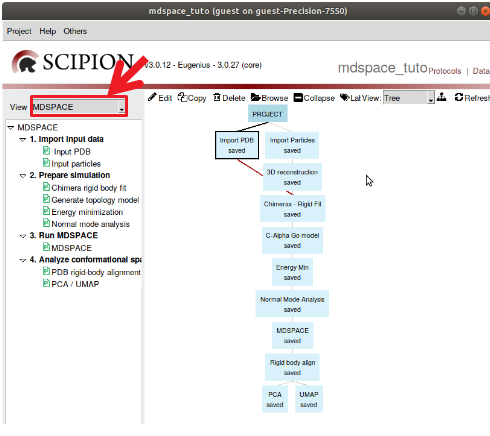 mdspace_tuto (guest on guest-Precision-7550)
Project Help Others
SCIPION V3.0.12 - Eugenius - 3.0.27 (core)
mdspace_tuto Protocols | Data
View MDSPACE
Edit Copy Delete Browse Collapse Labels View: Tree Refresh
MDSPACE
1. Import Input data
Input PDB
Input particles
2. Prepare simulation
Chimera rigid body fit
Generate topology model
Energy minimization
Normal mode analysis
3. Run MDSPACE
MDSPACE
4. Analyze conformational spa
PDB rigid-body alignment
PCA / UMAP
PROJECT
Import PDB
saved
Import Particles
saved
3D reconstruction
saved
Chimerax - Rigid Fit
saved
C-Alpha Go model
saved
Energy Min
saved
Normal Mode Analysis
saved
MDSPACE
saved
Rigid body align
saved
PCA
saved
UMAP
saved